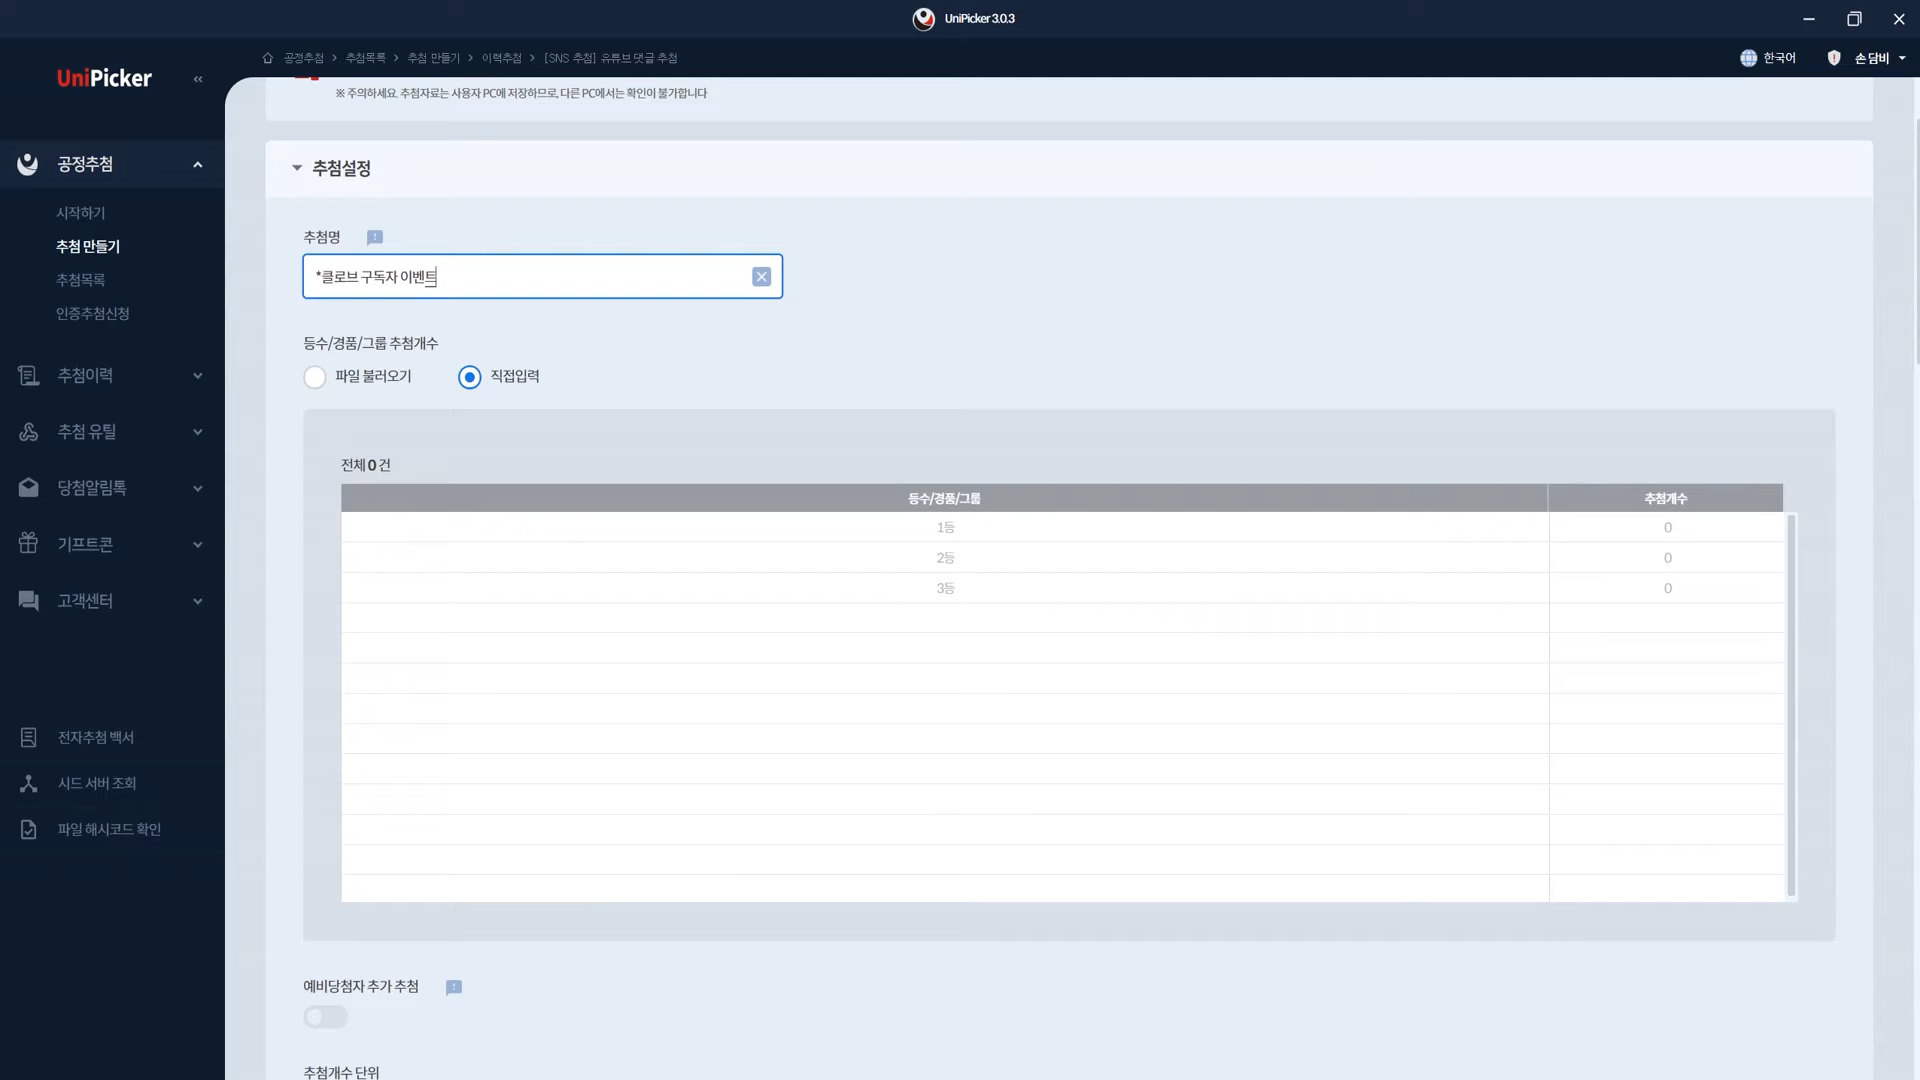 UniPicker 3.0.3
UniPicker
공정추첨 > 추첨목록 > 추첨 만들기 > 이력추첨 > [SNS 추첨] 유튜브 댓글 추첨
한국어
손담비
※ 주의하세요. 추첨자료는 사용자 PC에 저장하므로, 다른 PC에서는 확인이 불가합니다
공정추첨
시작하기
추첨 만들기
추첨목록
인증추첨신청
추첨이력
추첨 유틸
당첨알림톡
기프트콘
고객센터
전자추첨 백서
시드 서버 조회
파일 해시코드 확인
추첨설정
추첨명
*클로브 구독자 이벤트
등수/경품/그룹 추첨개수
파일 불러오기 직접입력
전체 0 건
등수/경품/그룹 추첨개수
1등 0
2등 0
3등 0
예비당첨자 추가 추첨
추첨개수 단위